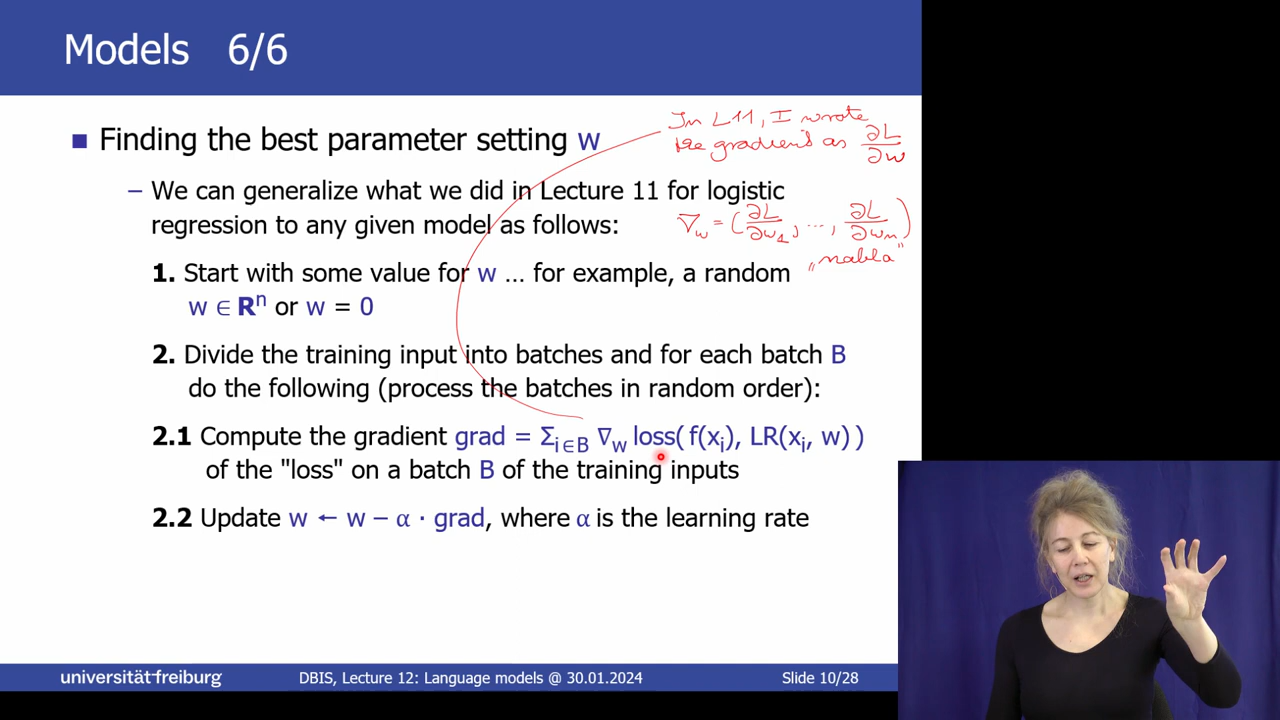 Models 6/6
In L11, I wrote
the gradient as ∂L/∂w
■ Finding the best parameter setting w
– We can generalize what we did in Lecture 11 for logistic
regression to any given model as follows:
∇w = (∂L/∂w1, ..., ∂L/∂wn)
„nabla"
1. Start with some value for w ... for example, a random
w ∈ Rⁿ or w = 0
2. Divide the training input into batches and for each batch B
do the following (process the batches in random order):
2.1 Compute the gradient grad = Σi∈B ∇w loss( f(xi), LR(xi, w) )
of the "loss" on a batch B of the training inputs
2.2 Update w ← w – α · grad, where α is the learning rate
universität freiburg
DBIS, Lecture 12: Language models @ 30.01.2024
Slide 10/28